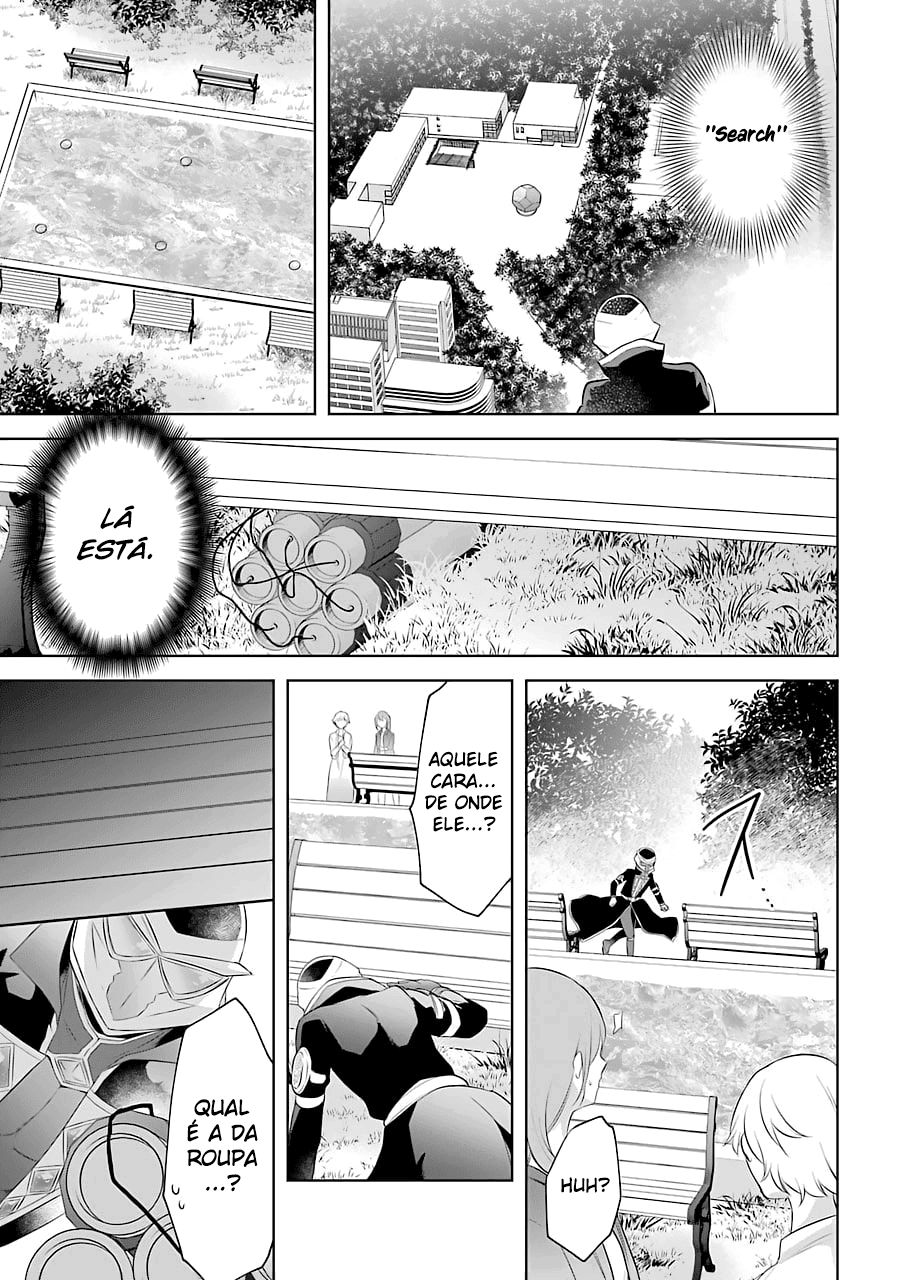 "Search"
LÁ
ESTÁ.
HUH?
AQUELE
CARA...
DE ONDE
ELE...?
QUAL
É A DA
ROUPA
...?